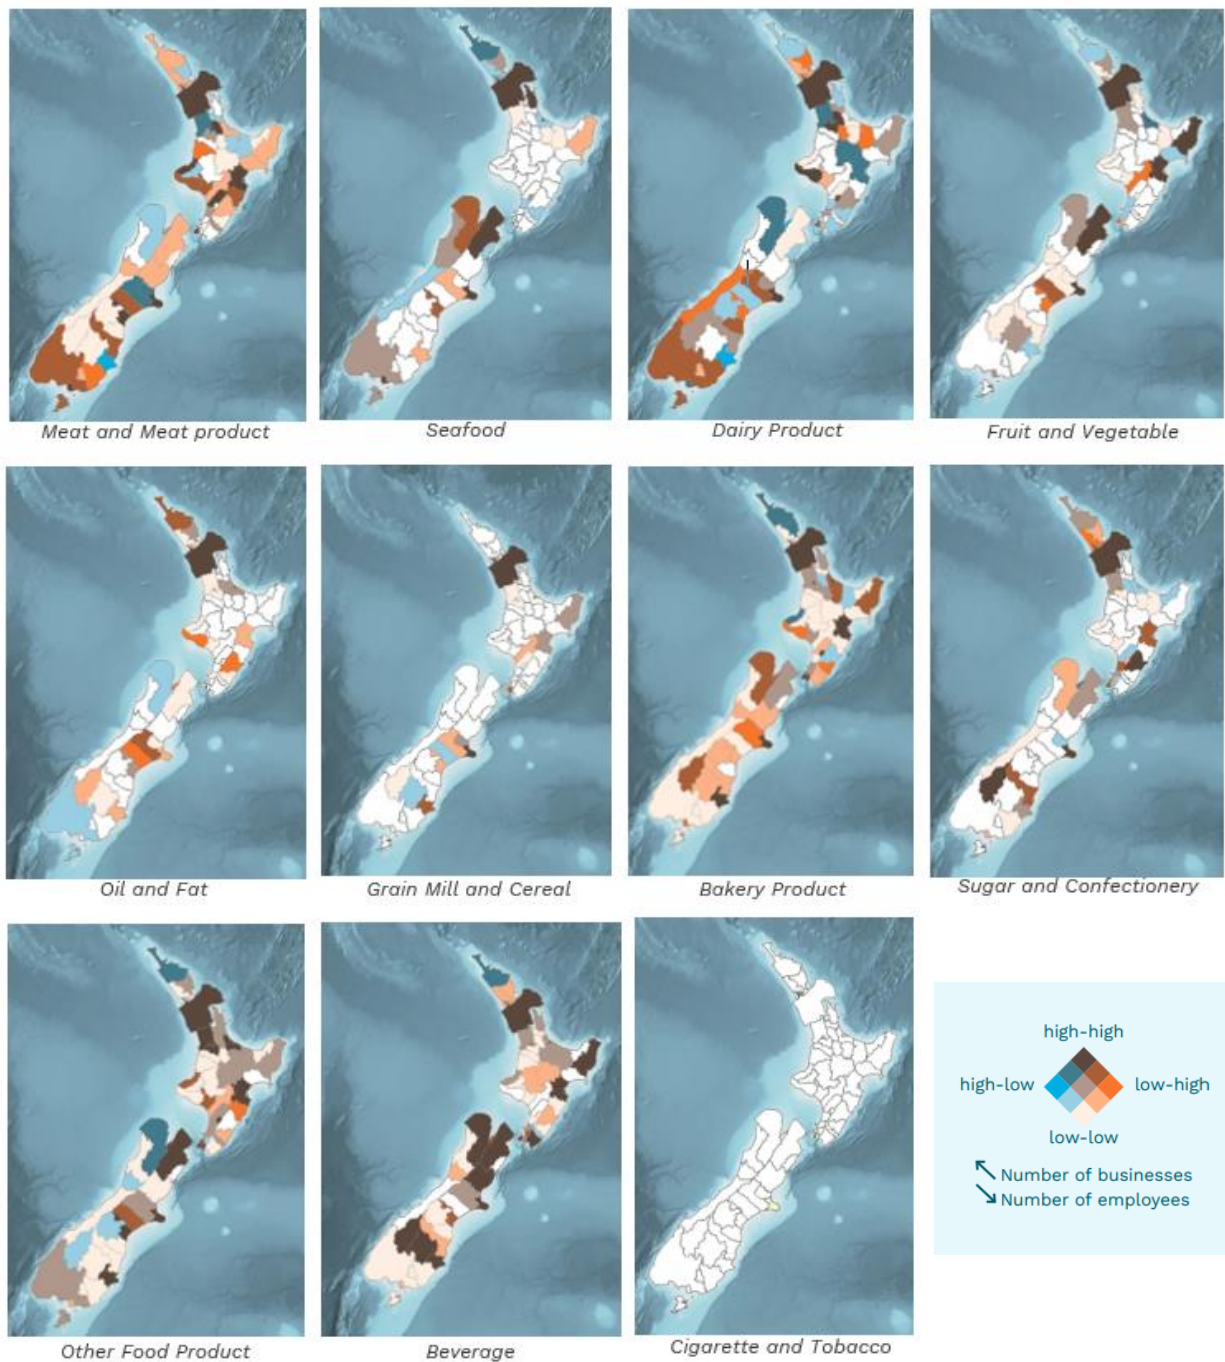 Meat and Meat product
Seafood
Dairy Product
Fruit and Vegetable
Oil and Fat
Grain Mill and Cereal
Bakery Product
Sugar and Confectionery
Other Food Product
Beverage
Cigarette and Tobacco
high-high
high-low
low-high
low-low
Number of businesses
Number of employees